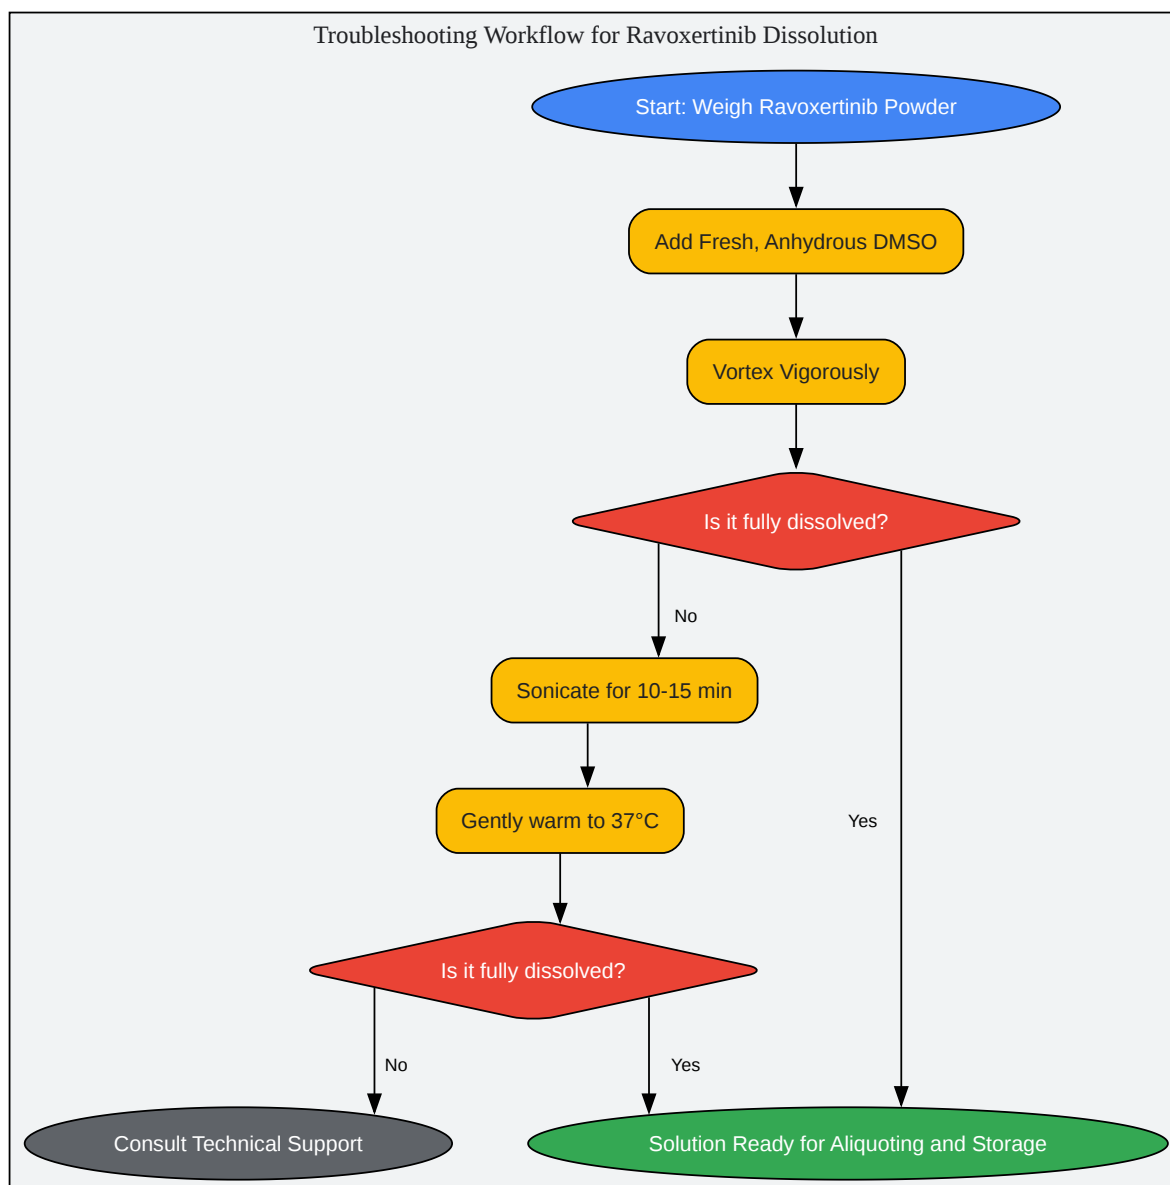 Troubleshooting Workflow for Ravoxertinib Dissolution
Start: Weigh Ravoxertinib Powder
Add Fresh, Anhydrous DMSO
Vortex Vigorously
Is it fully dissolved?
No
Sonicate for 10-15 min
Gently warm to 37°C
Yes
Is it fully dissolved?
No
Yes
Consult Technical Support
Solution Ready for Aliquoting and Storage